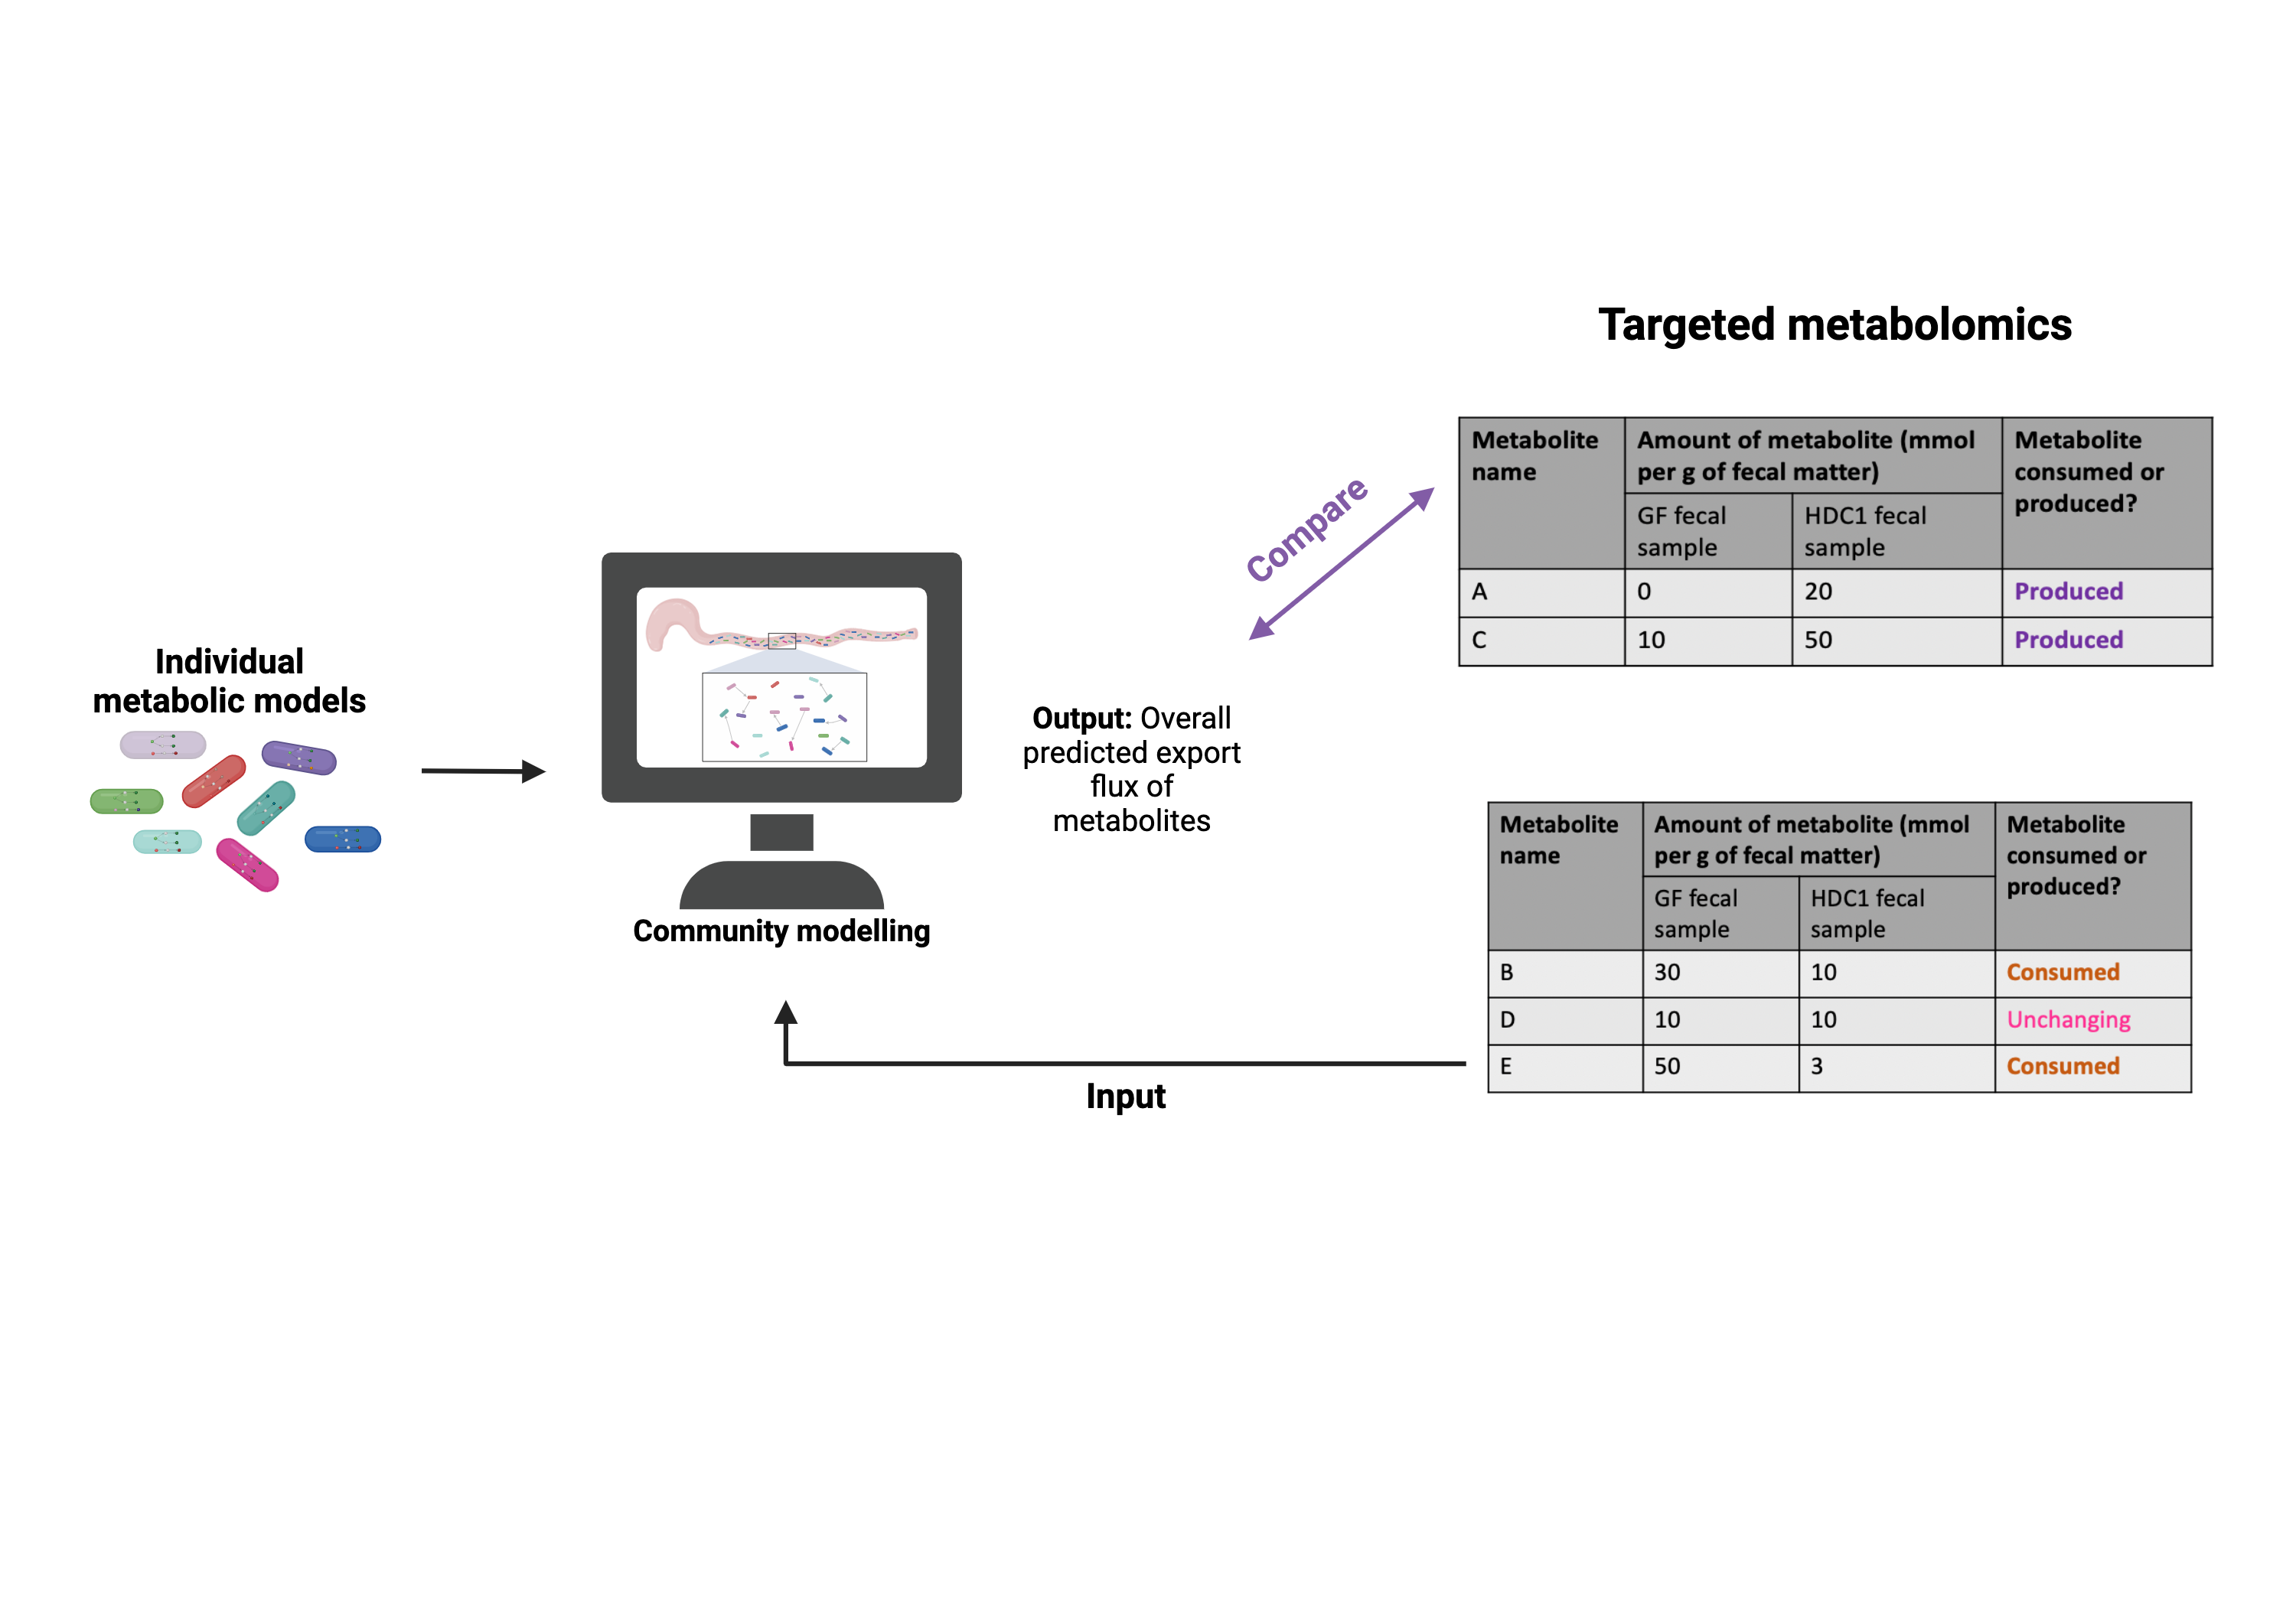 Targeted metabolomics
Individual
metabolic models
Community modelling
Output: Overall
predicted export
flux of
metabolites
Compare
Input
Metabolite
name
Amount of metabolite (mmol
per g of fecal matter)
Metabolite
consumed or
produced?
GF fecal
sample
HDC1 fecal
sample
A 0 20 Produced
C 10 50 Produced
Metabolite
name
Amount of metabolite (mmol
per g of fecal matter)
Metabolite
consumed or
produced?
GF fecal
sample
HDC1 fecal
sample
B 30 10 Consumed
D 10 10 Unchanging
E 50 3 Consumed